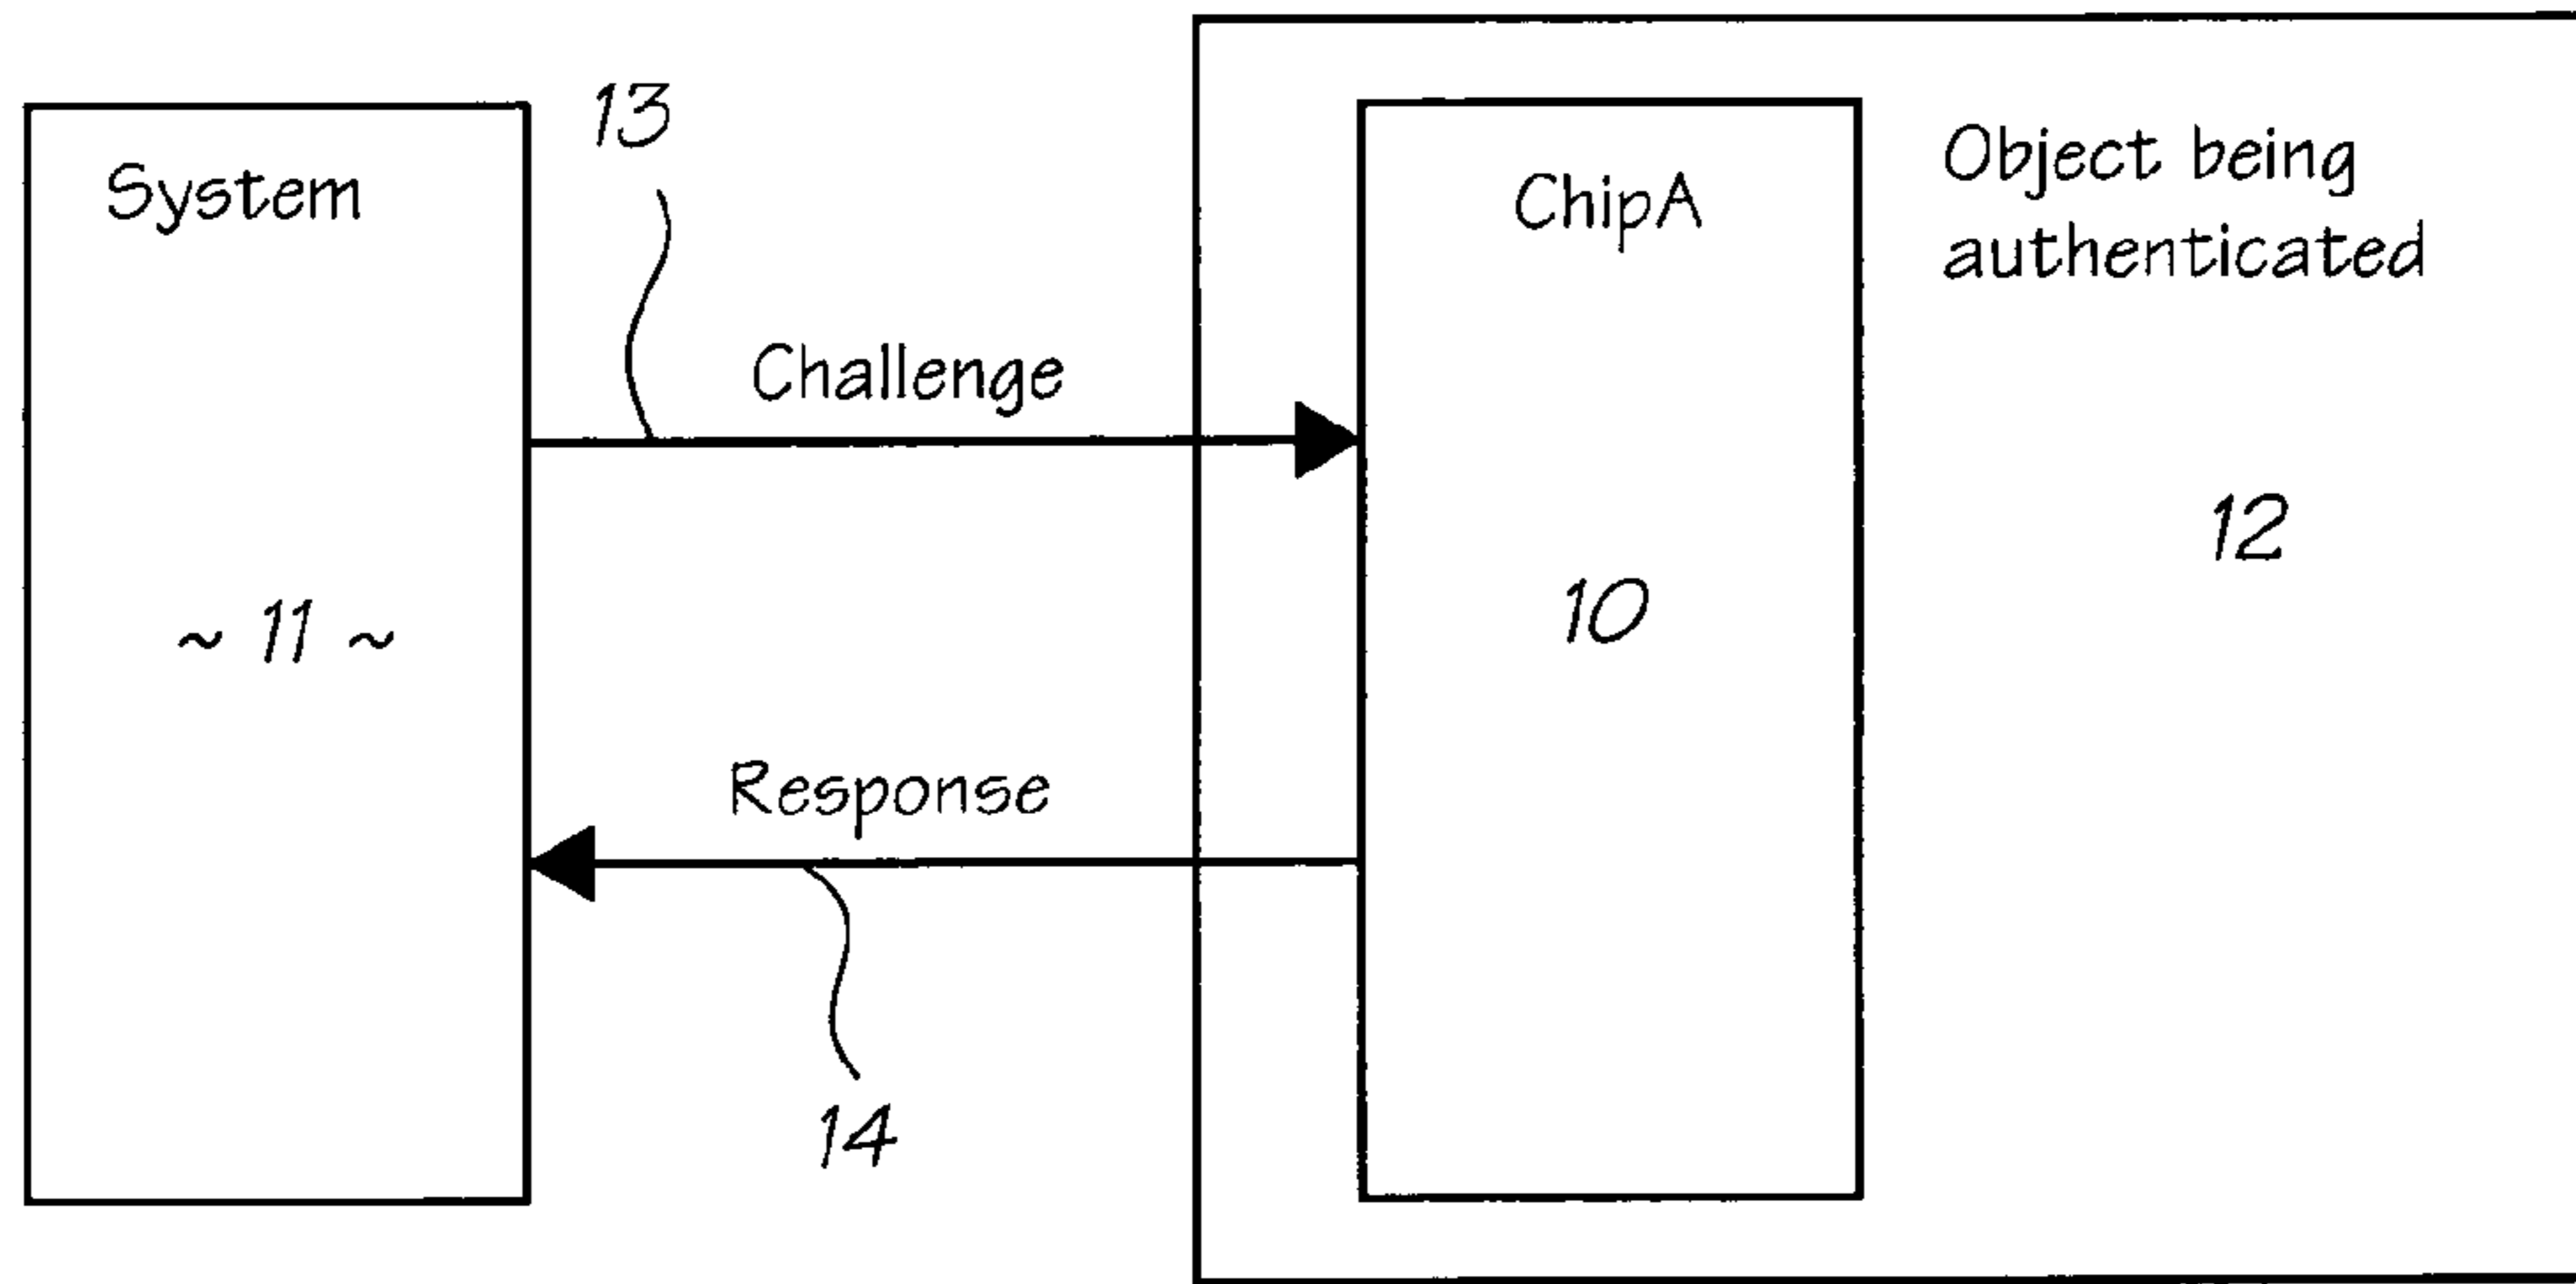 System
~ 11 ~
13
Challenge
Response
14
ChipA
10
Object being
authenticated
12